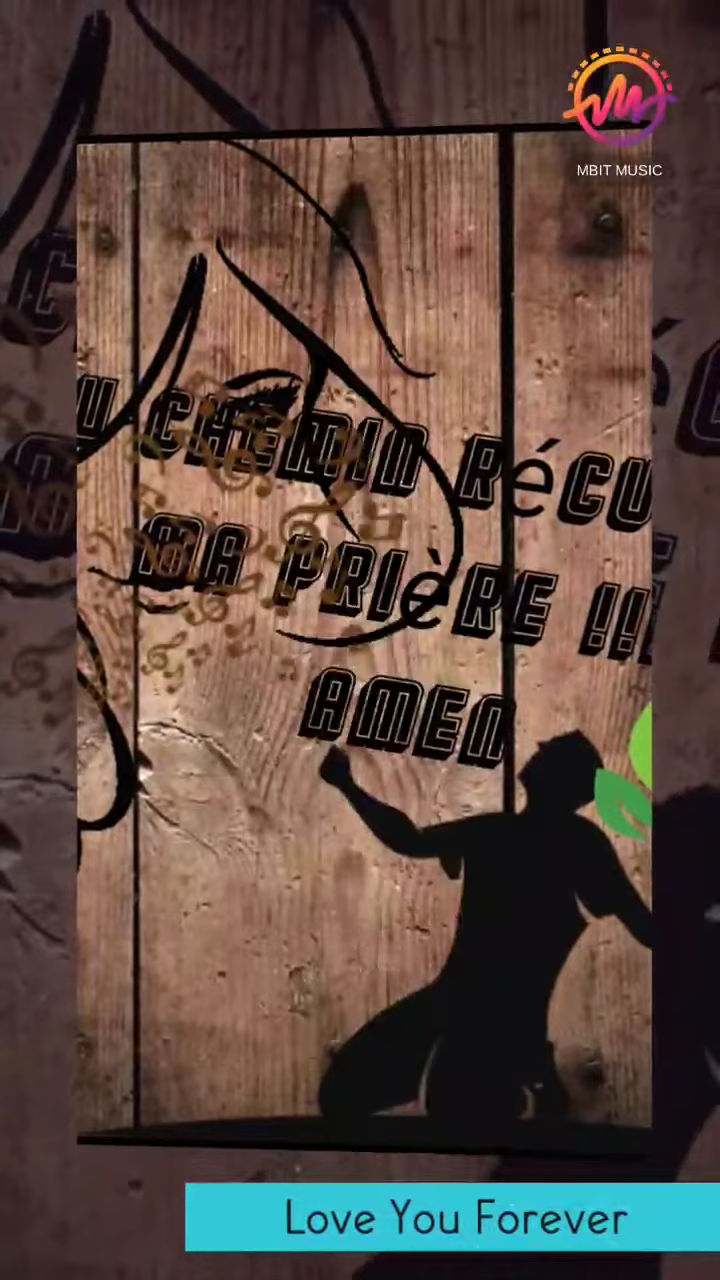 MBIT MUSIC
U CHEMIN RéCU
MA PRIèRE !!!
AMEN
Love You Forever